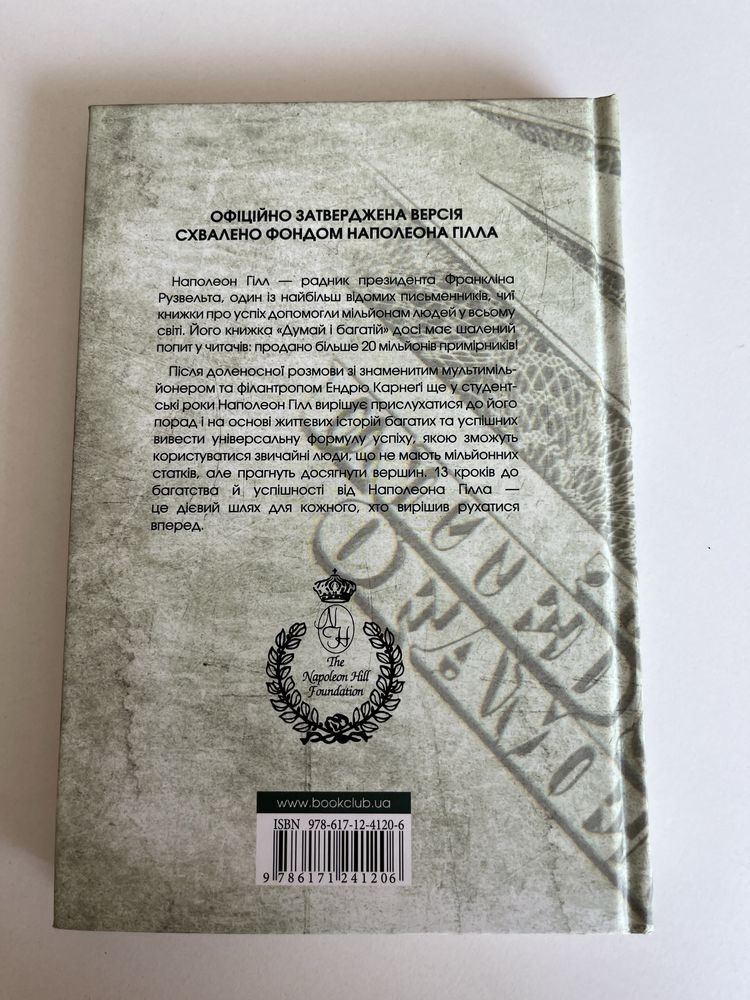 ОФІЦІЙНО ЗАТВЕРДЖЕНА ВЕРСІЯ
СХВАЛЕНО ФОНДОМ НАПОЛЕОНА ГІЛЛА
Наполеон Гілл — радник президента Франкліна
Рузвельта, один із найбільш відомих письменників, чиї
книжки про успіх допомогли мільйонам людей у всьому
світі. Його книжка «Думай і багатій» досі має шалений
попит у читачів: продано більше 20 мільйонів примірників!
Після доленосної розмови зі знаменитим мультиміль-
йонером та філантропом Ендрю Карнеґі ще у студент-
ські роки Наполеон Гілл вирішує прислухатися до його
порад і на основі життєвих історій багатих та успішних
вивести універсальну формулу успіху, якою зможуть
користуватися звичайні люди, що не мають мільйонних
статків, але прагнуть досягнути вершин. 13 кроків до
багатства й успішності від Наполеона Гілла —
це дієвий шлях для кожного, хто вирішив рухатися
вперед.
NH
The
Napoleon Hill
Foundation
www.bookclub.ua
ISBN 978-617-12-4120-6
9 786171 241206